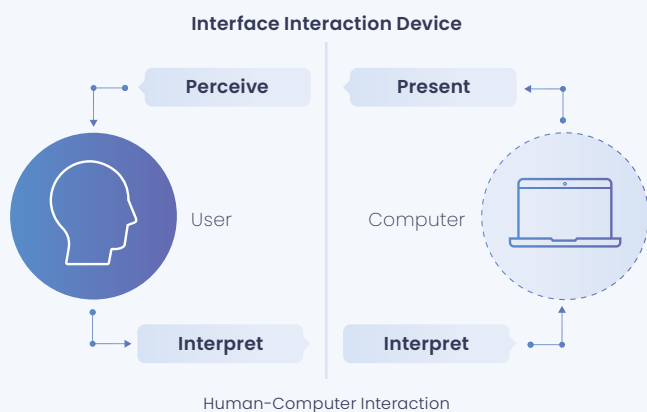 Interface Interaction Device
Perceive
Present
User
Computer
Interpret
Interpret
Human-Computer Interaction